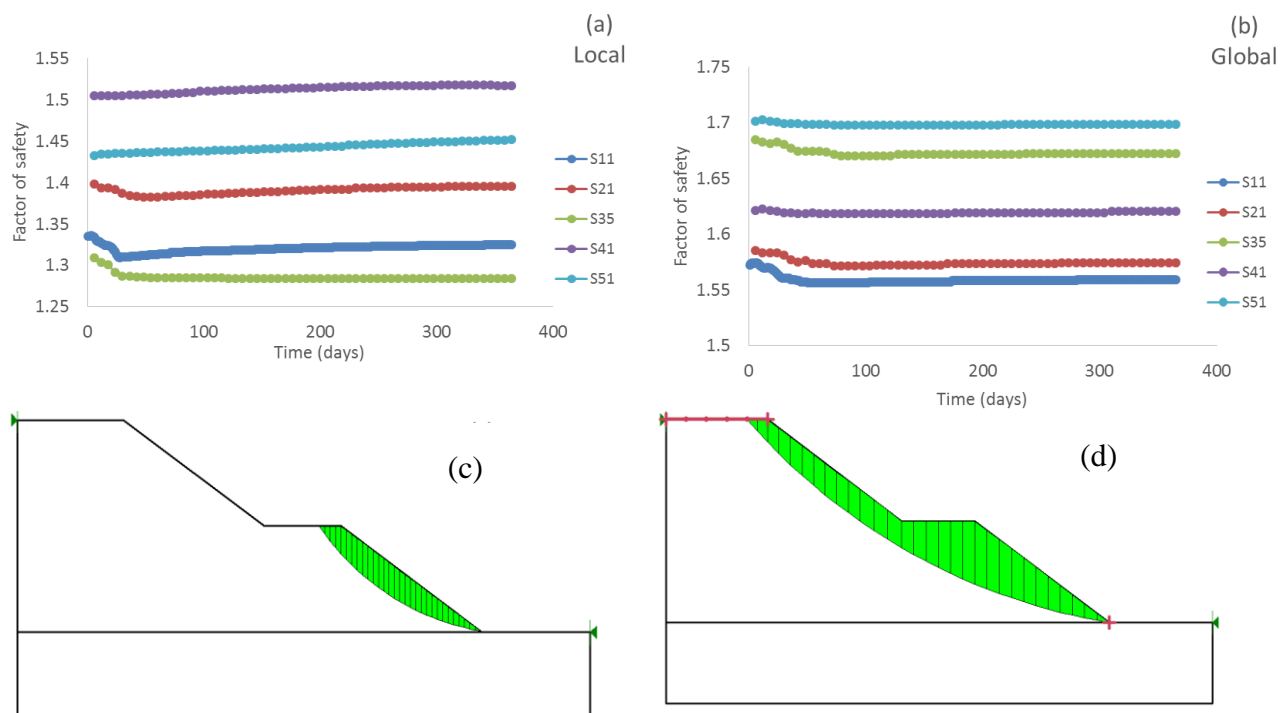 (a)
Local
1.55
1.5
1.45
1.4
1.35
1.3
1.25
Factor of safety
0 100 200 300 400
Time (days)
S11
S21
S35
S41
S51
(b)
Global
1.75
1.7
1.65
1.6
1.55
1.5
Factor of safety
0 100 200 300 400
Time (days)
S11
S21
S35
S41
S51
(c)
(d)